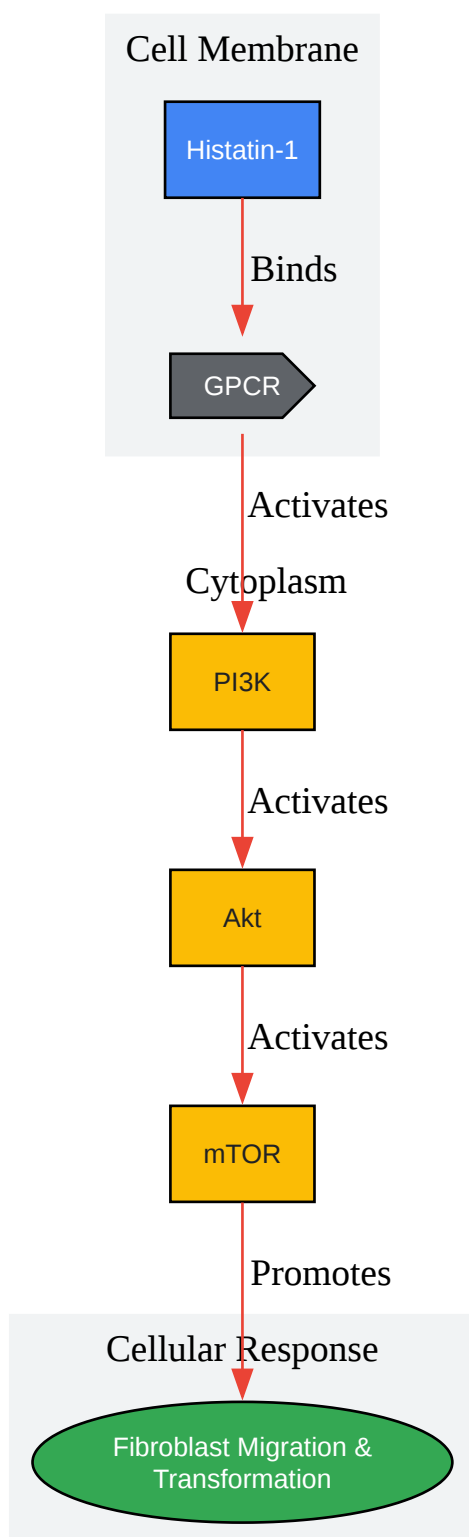 Cell Membrane
Histatin-1
Binds
GPCR
Activates
Cytoplasm
PI3K
Activates
Akt
Activates
mTOR
Promotes
Cellular Response
Fibroblast Migration &
Transformation